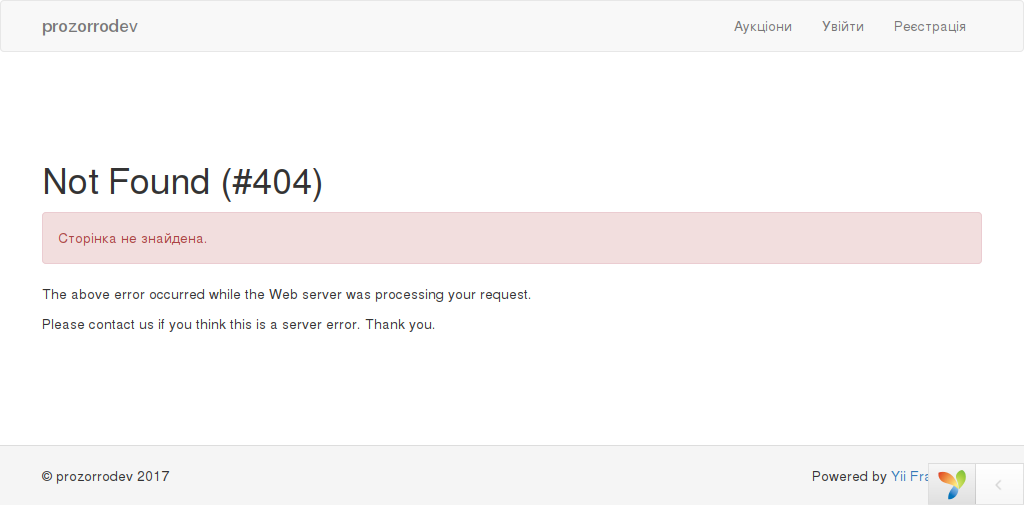 prozorrodev
Аукціони Увійти Реєстрація
Not Found (#404)
Сторінка не знайдена.
The above error occurred while the Web server was processing your request.
Please contact us if you think this is a server error. Thank you.
© prozorrodev 2017
Powered by Yii